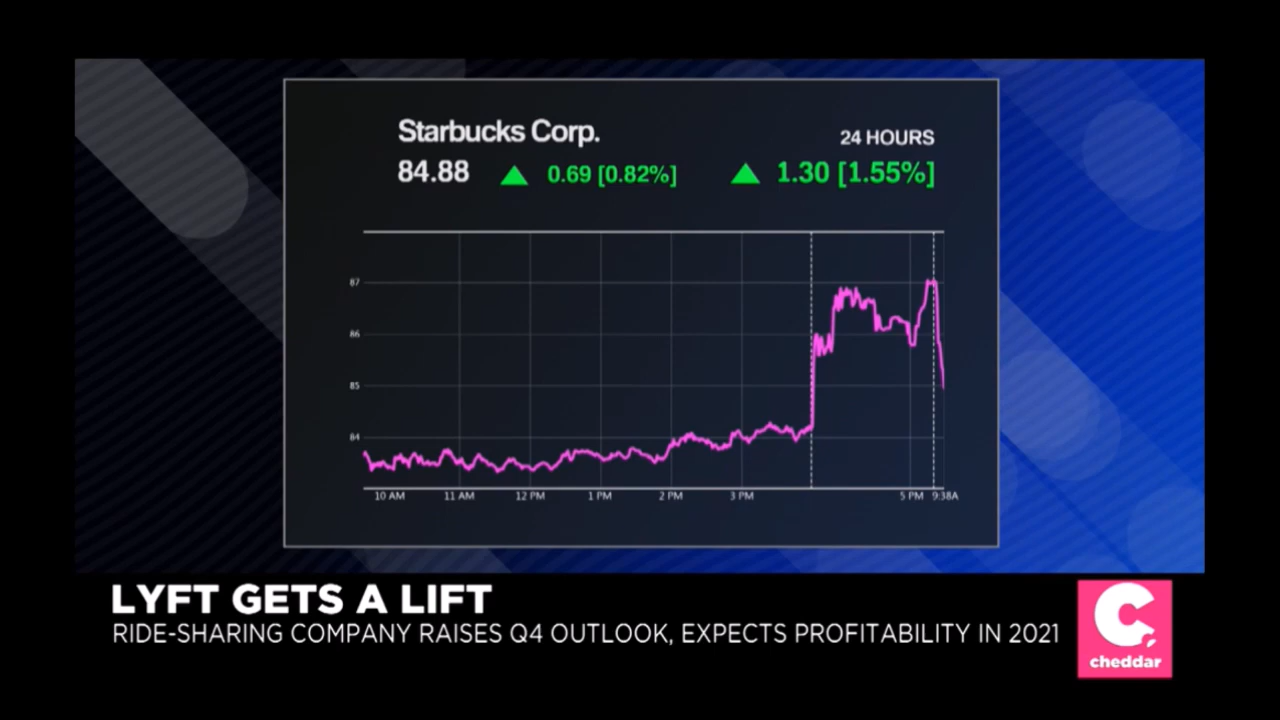 Starbucks Corp.
24 HOURS
84.88 ▲ 0.69 [0.82%] ▲ 1.30 [1.55%]
87
86
85
84
10 AM 11 AM 12 PM 1 PM 2 PM 3 PM 5 PM 9:38A
LYFT GETS A LIFT
RIDE-SHARING COMPANY RAISES Q4 OUTLOOK, EXPECTS PROFITABILITY IN 2021
cheddar